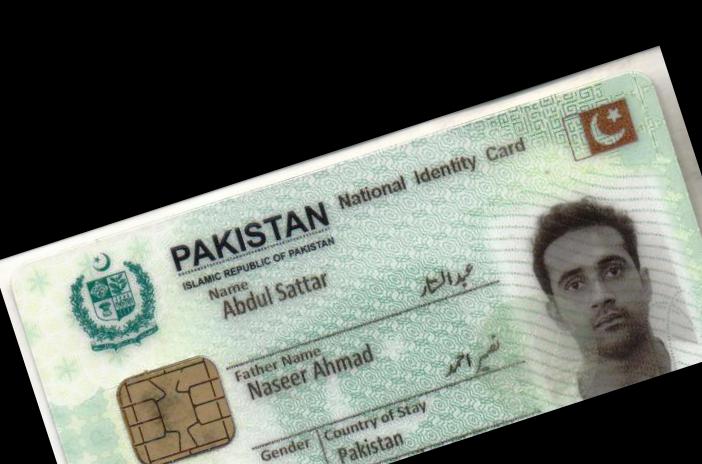 PAKISTAN National Identity Card
ISLAMIC REPUBLIC OF PAKISTAN
Name
Abdul Sattar
عبدالستار
Father Name
Naseer Ahmad
نصیر احمد
Gender Country of Stay
Pakistan